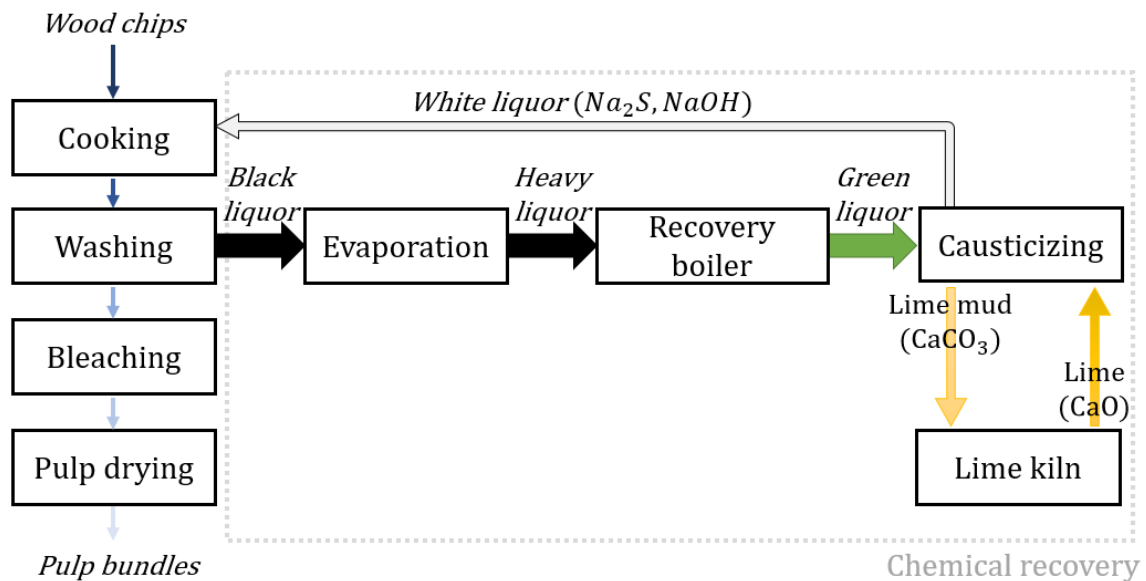 Wood chips
White liquor (Na₂S, NaOH)
Cooking
Black
liquor
Heavy
liquor
Green
liquor
Washing
Evaporation
Recovery
boiler
Causticizing
Lime mud
(CaCO₃)
Bleaching
Lime
(CaO)
Pulp drying
Lime kiln
Pulp bundles
Chemical recovery